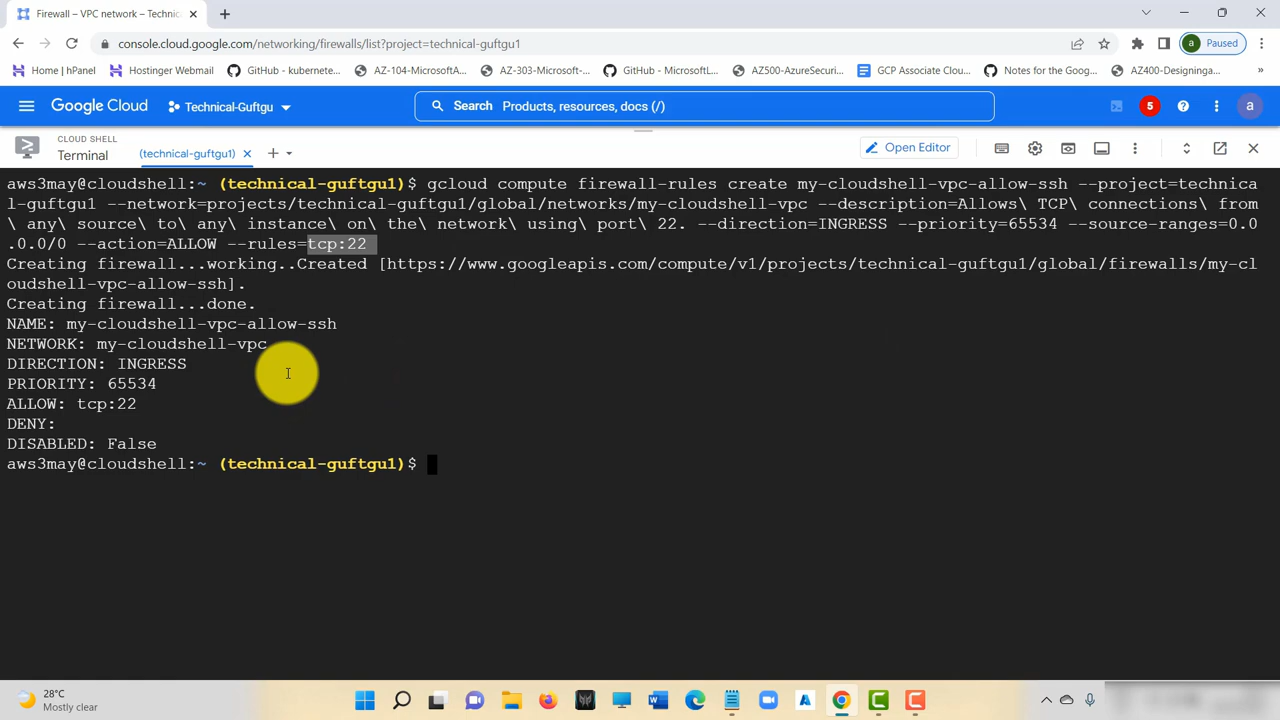 Firewall – VPC network – Technic
console.cloud.google.com/networking/firewalls/list?project=technical-guftgu1
Paused
Home | hPanel
Hostinger Webmail
GitHub - kubernete...
AZ-104-MicrosoftA...
AZ-303-Microsoft-...
GitHub - MicrosoftL...
AZ500-AzureSecuri...
GCP Associate Clou...
Notes for the Goog...
AZ400-Designinga...
Google Cloud
Technical-Guftgu
Search Products, resources, docs (/)
5
a
CLOUD SHELL
Terminal
(technical-guftgu1)
Open Editor
aws3may@cloudshell:~ (technical-guftgu1)$ gcloud compute firewall-rules create my-cloudshell-vpc-allow-ssh --project=technica
l-guftgu1 --network=projects/technical-guftgu1/global/networks/my-cloudshell-vpc --description=Allows\ TCP\ connections\ from
\ any\ source\ to\ any\ instance\ on\ the\ network\ using\ port\ 22. --direction=INGRESS --priority=65534 --source-ranges=0.0
.0.0/0 --action=ALLOW --rules=tcp:22
Creating firewall...working..Created [https://www.googleapis.com/compute/v1/projects/technical-guftgu1/global/firewalls/my-cl
oudshell-vpc-allow-ssh].
Creating firewall...done.
NAME: my-cloudshell-vpc-allow-ssh
NETWORK: my-cloudshell-vpc
DIRECTION: INGRESS
PRIORITY: 65534
ALLOW: tcp:22
DENY:
DISABLED: False
aws3may@cloudshell:~ (technical-guftgu1)$
28°C
Mostly clear